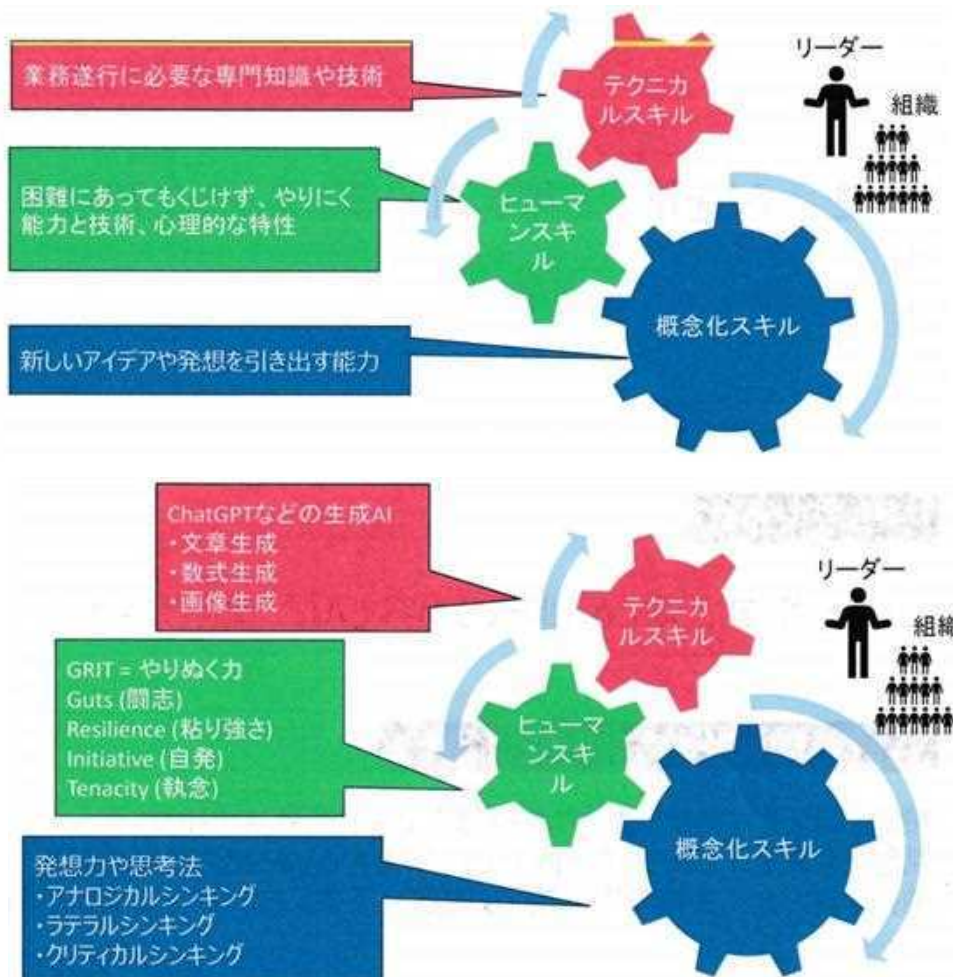 業務遂行に必要な専門知識や技術
テクニカ
ルスキル
リーダー
組織
困難にあってもくじけず、やりにく
能力と技術、心理的な特性
ヒューマ
ンスキ
ル
概念化スキル
新しいアイデアや発想を引き出す能力
ChatGPTなどの生成AI
・文章生成
・数式生成
・画像生成
テクニカ
ルスキル
リーダー
組織
GRIT = やりぬく力
Guts (闘志)
Resilience (粘り強さ)
Initiative (自発)
Tenacity (執念)
ヒューマ
ンスキ
ル
概念化スキル
発想力や思考法
・アナロジカルシンキング
・ラテラルシンキング
・クリティカルシンキング